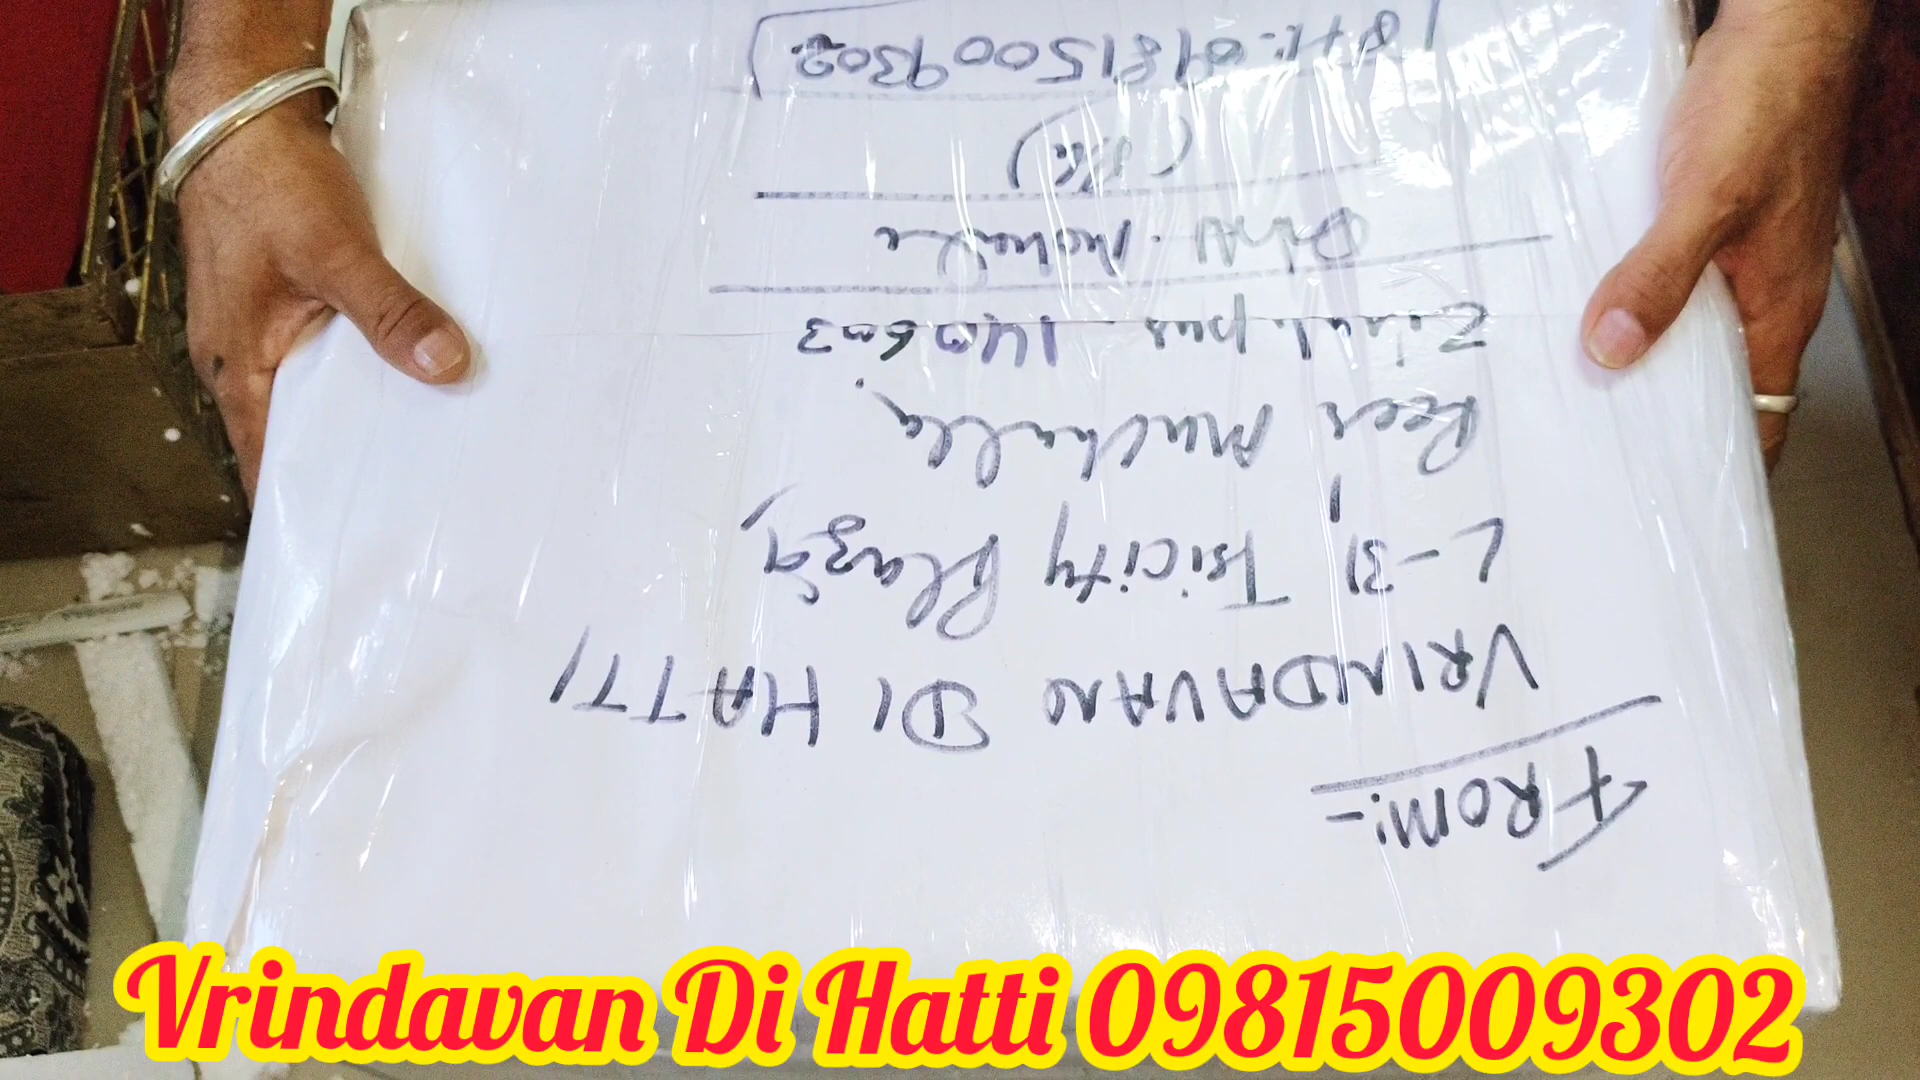 FROM:-
VRINDAVAN DI HATTI
L-31, Tricity Plaza,
Peer Muchalla,
Zirakpur - 140603
Distt. Mohali
(Pb.)
Ph:- 09815009302
Vrindavan Di Hatti 09815009302